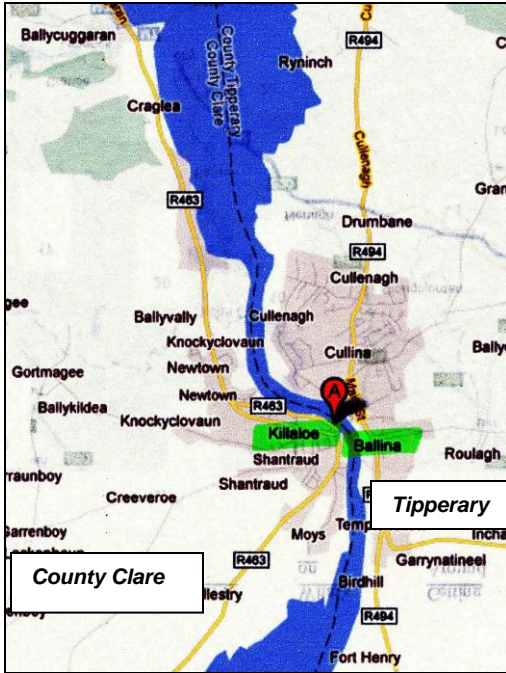 Ballycuggaran
R494
Ryninch
County Tipperary
County Clare
Craglea
Cullenagh
R463
Drumbane
R494
Cullenagh
Ballyvally
Cullenagh
Knockyclovaun
Cullina
Newtown
Gortmagee
Newtown
A
Ballykildea
R463
Knockyclovaun
Killaloe
Ballina
Shantraud
Roulagh
Shantraud
Creeveroe
Tipperary
Moys
Garrenboy
Garrynatineel
County Clare
R463
Birdhill
R494
Fort Henry